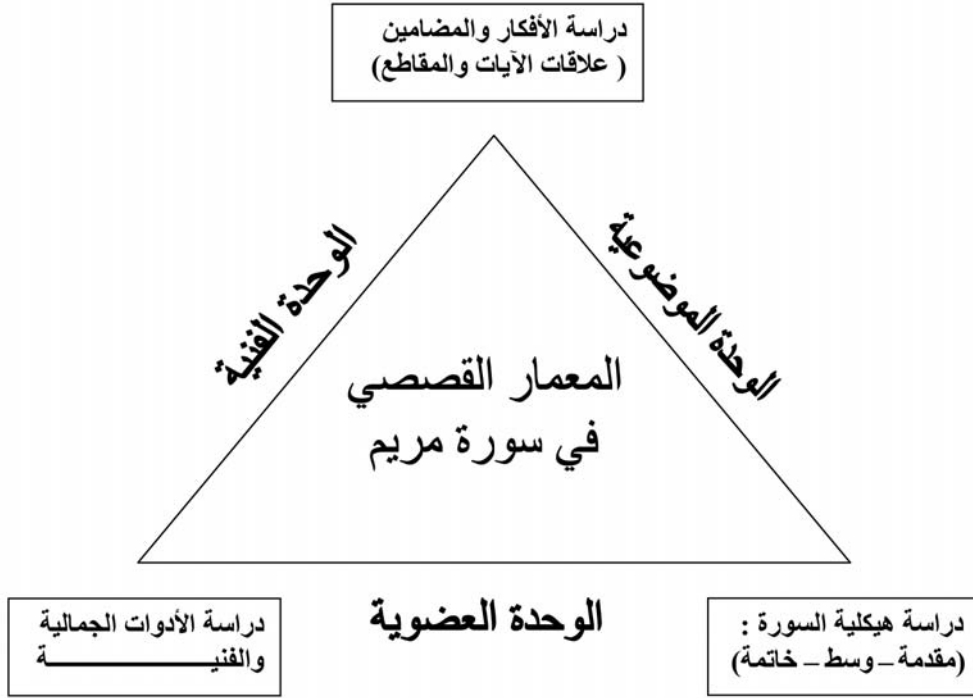 دراسة الأفكار والمضامين
( علاقات الآيات والمقاطع)
الوحدة الموضوعية
الوحدة الفنية
المعمار القصصي
في سورة مريم
الوحدة العضوية
دراسة هيكلية السورة :
(مقدمة – وسط – خاتمة)
دراسة الأدوات الجمالية
والفنيــــــــــــة